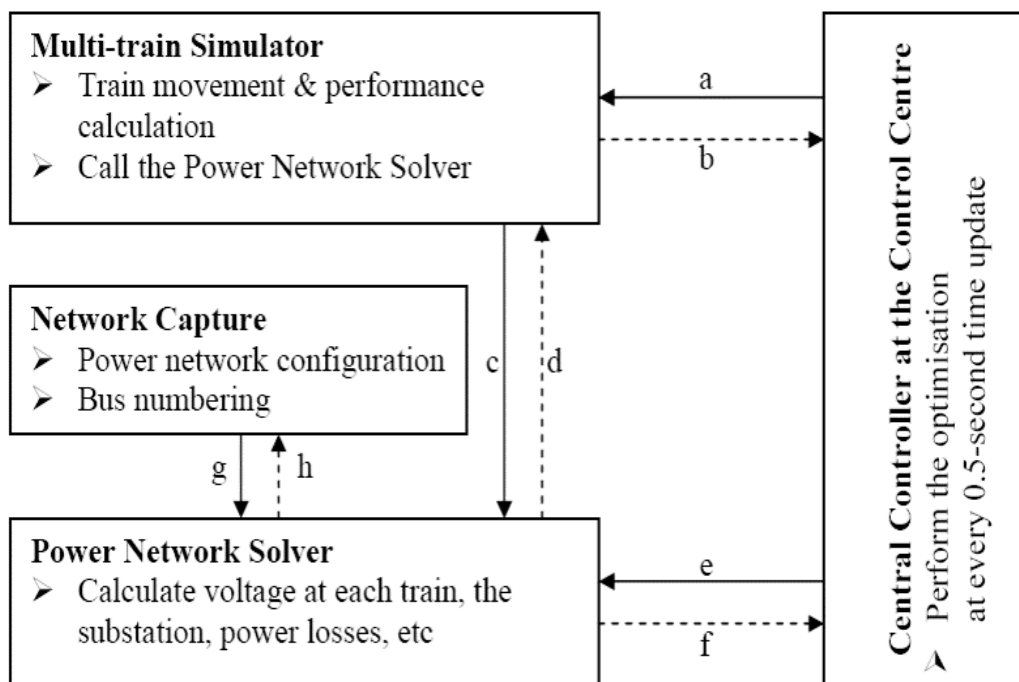 Multi-train Simulator
➢ Train movement & performance
calculation
➢ Call the Power Network Solver
a
b
Network Capture
➢ Power network configuration
➢ Bus numbering
c
d
g
h
Power Network Solver
➢ Calculate voltage at each train, the
substation, power losses, etc
e
f
Central Controller at the Control Centre
➢ Perform the optimisation
at every 0.5-second time update